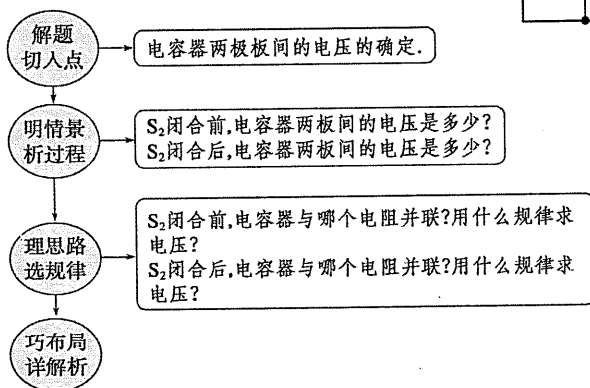 解题
切入点
电容器两极板间的电压的确定.
明情景
析过程
S₂闭合前,电容器两板间的电压是多少?
S₂闭合后,电容器两板间的电压是多少?
理思路
选规律
S₂闭合前,电容器与哪个电阻并联?用什么规律求
电压?
S₂闭合后,电容器与哪个电阻并联?用什么规律求
电压?
巧布局
详解析